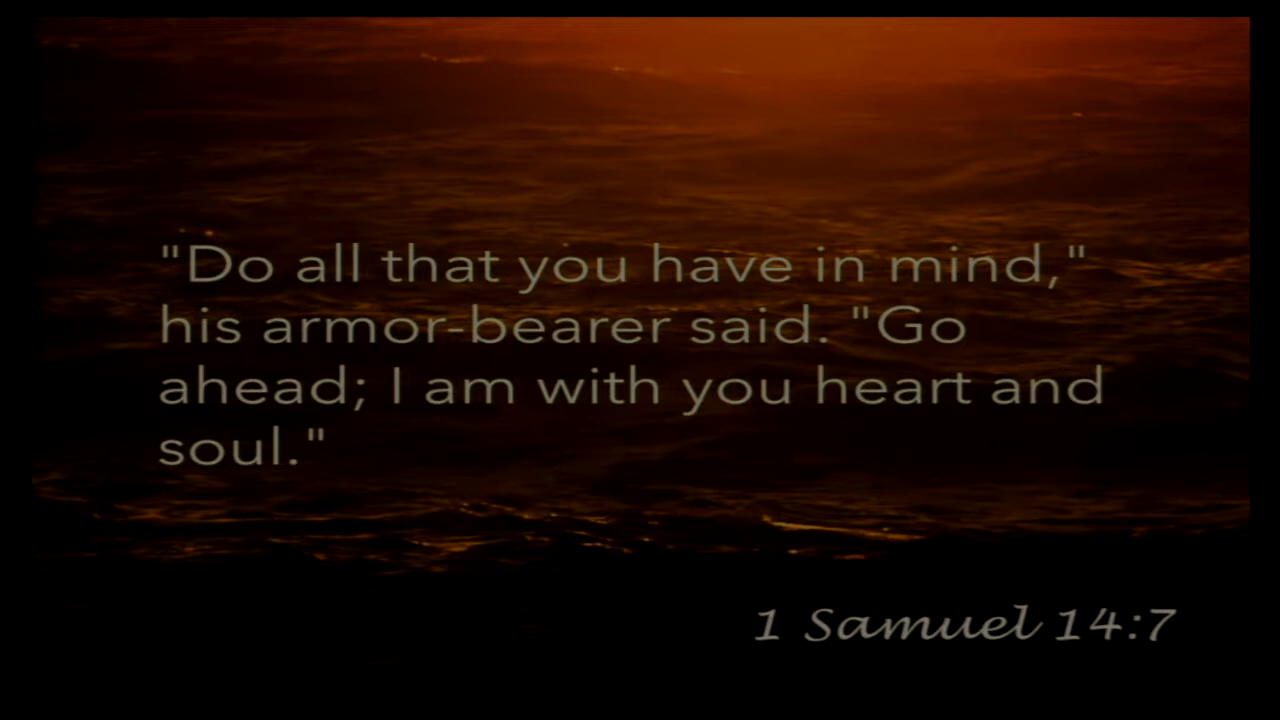 "Do all that you have in mind,"
his armor-bearer said. "Go
ahead; I am with you heart and
soul."
1 Samuel 14:7